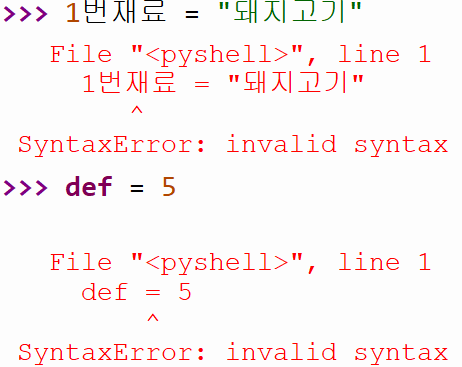 >>> 1번재료 = "돼지고기"
File "<pyshell>", line 1
1번재료 = "돼지고기"
^
SyntaxError: invalid syntax
>>> def = 5
File "<pyshell>", line 1
def = 5
^
SyntaxError: invalid syntax